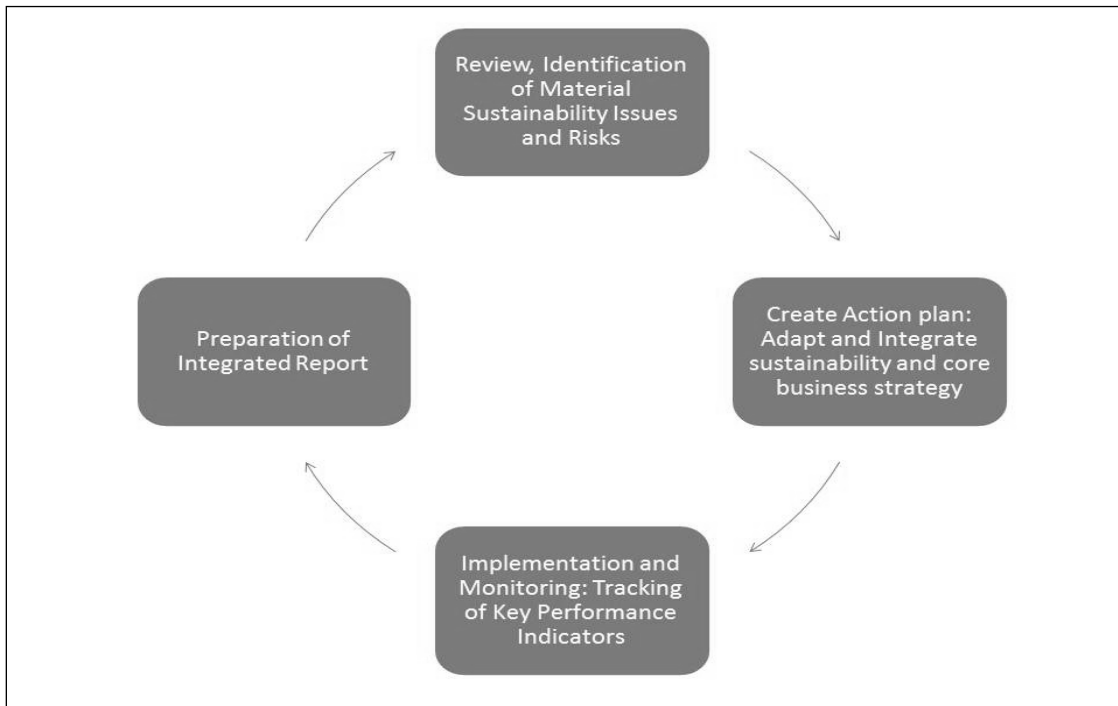 Review, Identification
of Material
Sustainability Issues
and Risks
Create Action plan:
Adapt and Integrate
sustainability and core
business strategy
Implementation and
Monitoring: Tracking
of Key Performance
Indicators
Preparation of
Integrated Report